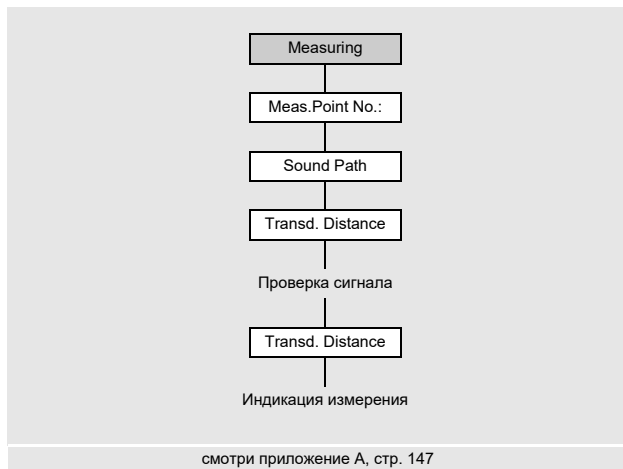 Measuring
Meas.Point No.:
Sound Path
Transd. Distance
Проверка сигнала
Transd. Distance
Индикация измерения
смотри приложение А, стр. 147